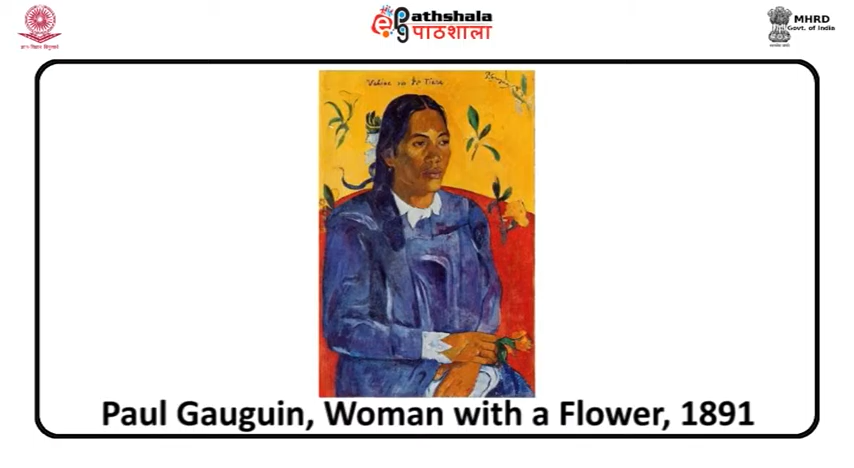 ePathshala
पाठशाला
MHRD
Govt. of India
Paul Gauguin, Woman with a Flower, 1891